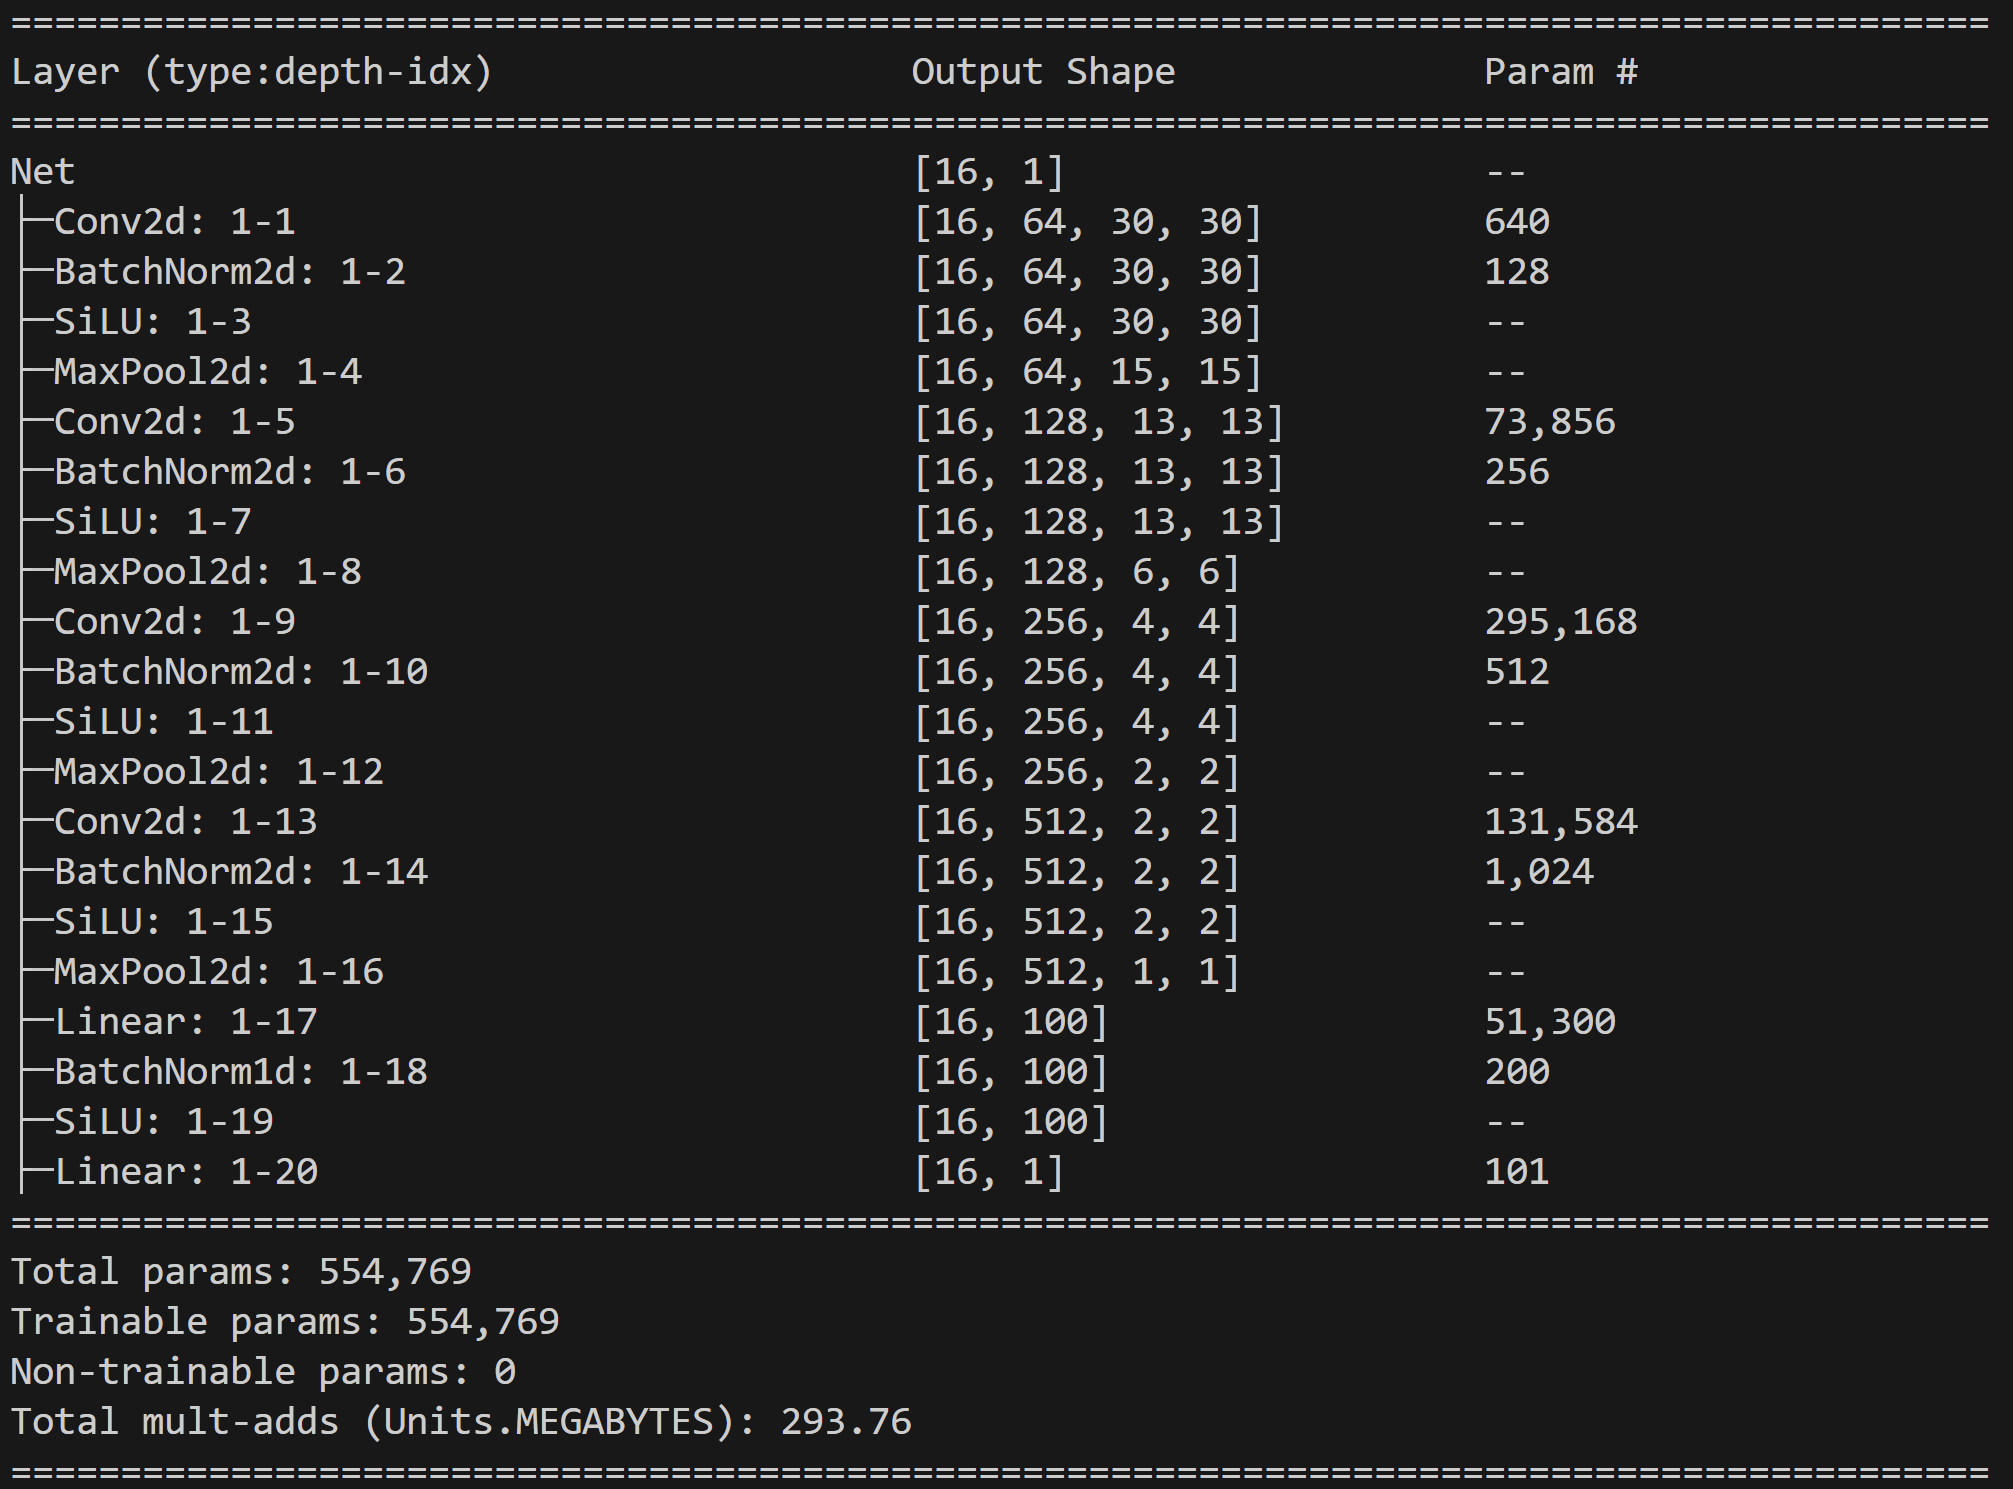 ==========================================================================================
Layer (type:depth-idx)                   Output Shape              Param #
==========================================================================================
Net                                      [16, 1]                   --
├─Conv2d: 1-1                            [16, 64, 30, 30]          640
├─BatchNorm2d: 1-2                       [16, 64, 30, 30]          128
├─SiLU: 1-3                              [16, 64, 30, 30]          --
├─MaxPool2d: 1-4                         [16, 64, 15, 15]          --
├─Conv2d: 1-5                            [16, 128, 13, 13]         73,856
├─BatchNorm2d: 1-6                       [16, 128, 13, 13]         256
├─SiLU: 1-7                              [16, 128, 13, 13]         --
├─MaxPool2d: 1-8                         [16, 128, 6, 6]           --
├─Conv2d: 1-9                            [16, 256, 4, 4]           295,168
├─BatchNorm2d: 1-10                      [16, 256, 4, 4]           512
├─SiLU: 1-11                             [16, 256, 4, 4]           --
├─MaxPool2d: 1-12                        [16, 256, 2, 2]           --
├─Conv2d: 1-13                           [16, 512, 2, 2]           131,584
├─BatchNorm2d: 1-14                      [16, 512, 2, 2]           1,024
├─SiLU: 1-15                             [16, 512, 2, 2]           --
├─MaxPool2d: 1-16                        [16, 512, 1, 1]           --
├─Linear: 1-17                           [16, 100]                 51,300
├─BatchNorm1d: 1-18                      [16, 100]                 200
├─SiLU: 1-19                             [16, 100]                 --
├─Linear: 1-20                           [16, 1]                   101
==========================================================================================
Total params: 554,769
Trainable params: 554,769
Non-trainable params: 0
Total mult-adds (Units.MEGABYTES): 293.76
==========================================================================================